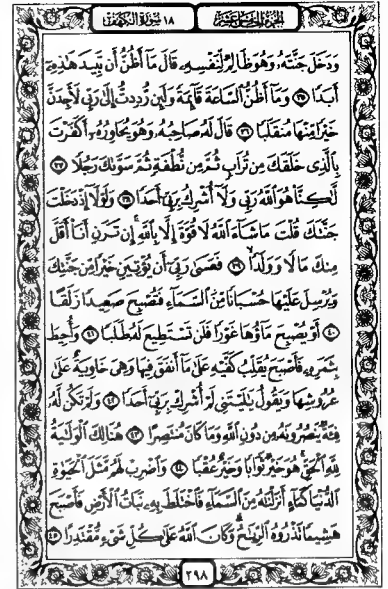 الجزء الخامس عشر ١٨ سورة الكهف
وَدَخَلَ جَنَّتَهُۥ وَهُوَ ظَالِمٌ لِّنَفْسِهِۦ قَالَ مَآ أَظُنُّ أَن تَبِيدَ هَٰذِهِۦٓ
أَبَدًا ۝٣٥ وَمَآ أَظُنُّ ٱلسَّاعَةَ قَآئِمَةً وَلَئِن رُّدِدتُّ إِلَىٰ رَبِّى لَأَجِدَنَّ
خَيْرًا مِّنْهَا مُنقَلَبًا ۝٣٦ قَالَ لَهُۥ صَاحِبُهُۥ وَهُوَ يُحَاوِرُهُۥٓ أَكَفَرْتَ
بِٱلَّذِى خَلَقَكَ مِن تُرَابٍ ثُمَّ مِن نُّطْفَةٍ ثُمَّ سَوَّىٰكَ رَجُلًا ۝٣٧
لَّٰكِنَّا۠ هُوَ ٱللَّهُ رَبِّى وَلَآ أُشْرِكُ بِرَبِّىٓ أَحَدًا ۝٣٨ وَلَوْلَآ إِذْ دَخَلْتَ
جَنَّتَكَ قُلْتَ مَا شَآءَ ٱللَّهُ لَا قُوَّةَ إِلَّا بِٱللَّهِ إِن تَرَنِ أَنَا۠ أَقَلَّ
مِنكَ مَالًا وَوَلَدًا ۝٣٩ فَعَسَىٰ رَبِّىٓ أَن يُؤْتِيَنِ خَيْرًا مِّن جَنَّتِكَ
وَيُرْسِلَ عَلَيْهَا حُسْبَانًا مِّنَ ٱلسَّمَآءِ فَتُصْبِحَ صَعِيدًا زَلَقًا
۝٤٠ أَوْ يُصْبِحَ مَآؤُهَا غَوْرًا فَلَن تَسْتَطِيعَ لَهُۥ طَلَبًا ۝٤١ وَأُحِيطَ
بِثَمَرِهِۦ فَأَصْبَحَ يُقَلِّبُ كَفَّيْهِ عَلَىٰ مَآ أَنفَقَ فِيهَا وَهِىَ خَاوِيَةٌ عَلَىٰ
عُرُوشِهَا وَيَقُولُ يَٰلَيْتَنِى لَمْ أُشْرِكْ بِرَبِّىٓ أَحَدًا ۝٤٢ وَلَمْ تَكُن لَّهُۥ
فِئَةٌ يَنصُرُونَهُۥ مِن دُونِ ٱللَّهِ وَمَا كَانَ مُنتَصِرًا ۝٤٣ هُنَالِكَ ٱلْوَلَٰيَةُ
لِلَّهِ ٱلْحَقِّ هُوَ خَيْرٌ ثَوَابًا وَخَيْرٌ عُقْبًا ۝٤٤ وَٱضْرِبْ لَهُم مَّثَلَ ٱلْحَيَوٰةِ
ٱلدُّنْيَا كَمَآءٍ أَنزَلْنَٰهُ مِنَ ٱلسَّمَآءِ فَٱخْتَلَطَ بِهِۦ نَبَاتُ ٱلْأَرْضِ فَأَصْبَحَ
هَشِيمًا تَذْرُوهُ ٱلرِّيَٰحُ وَكَانَ ٱللَّهُ عَلَىٰ كُلِّ شَىْءٍ مُّقْتَدِرًا ۝٤٥
٢٩٨